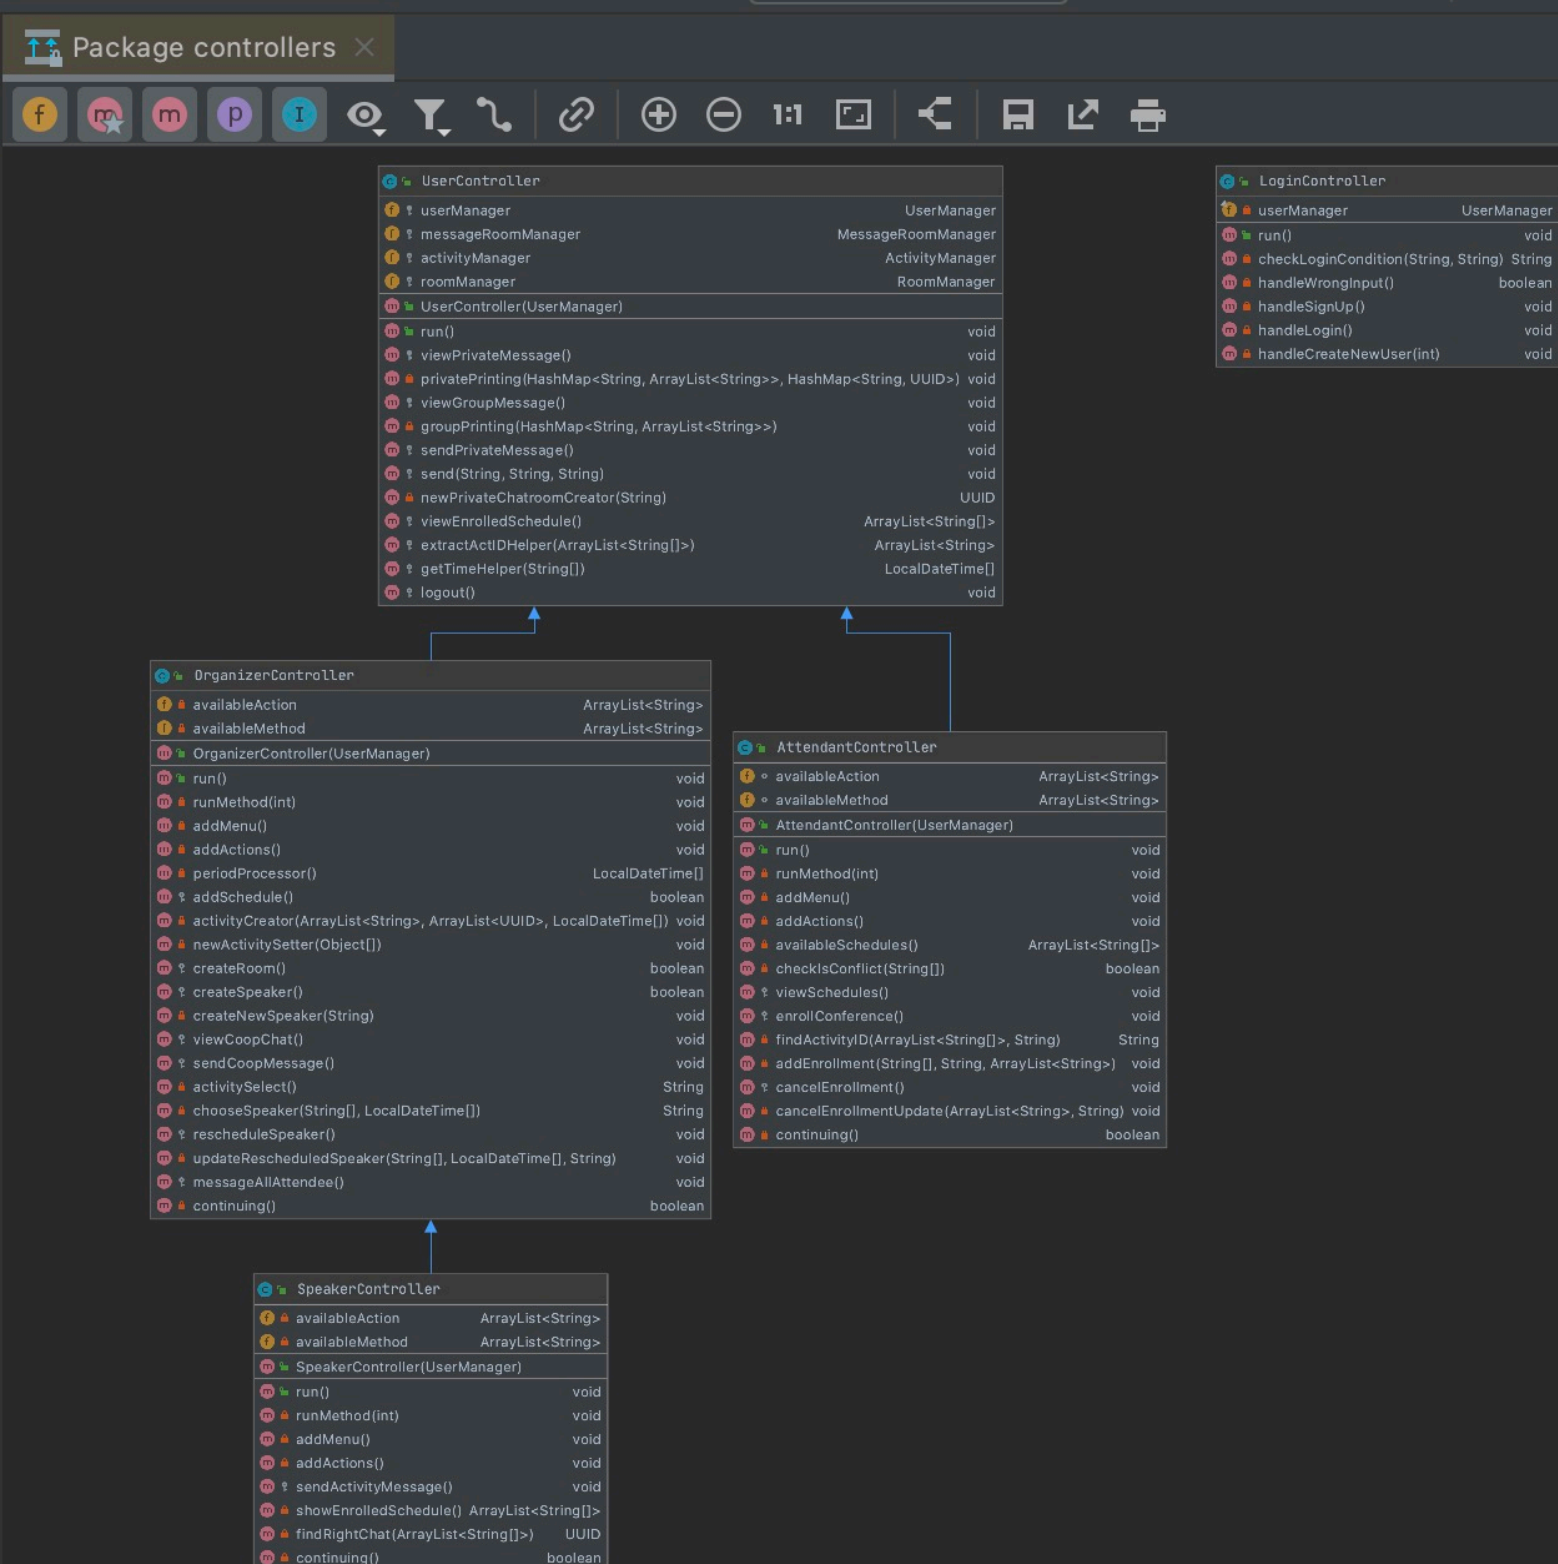 Package controllers
f m m p I 1:1
UserController
userManager UserManager
messageRoomManager MessageRoomManager
activityManager ActivityManager
roomManager RoomManager
UserController(UserManager)
run() void
viewPrivateMessage() void
privatePrinting(HashMap<String, ArrayList<String>>, HashMap<String, UUID>) void
viewGroupMessage() void
groupPrinting(HashMap<String, ArrayList<String>>) void
sendPrivateMessage() void
send(String, String, String) void
newPrivateChatroomCreator(String) UUID
viewEnrolledSchedule() ArrayList<String[]>
extractActIDHelper(ArrayList<String[]>) ArrayList<String>
getTimeHelper(String[]) LocalDateTime[]
logout() void
LoginController
userManager UserManager
run() void
checkLoginCondition(String, String) String
handleWrongInput() boolean
handleSignUp() void
handleLogin() void
handleCreateNewUser(int) void
OrganizerController
availableAction ArrayList<String>
availableMethod ArrayList<String>
OrganizerController(UserManager)
run() void
runMethod(int) void
addMenu() void
addActions() void
periodProcessor() LocalDateTime[]
addSchedule() boolean
activityCreator(ArrayList<String>, ArrayList<UUID>, LocalDateTime[]) void
newActivitySetter(Object[]) void
createRoom() boolean
createSpeaker() boolean
createNewSpeaker(String) void
viewCoopChat() void
sendCoopMessage() void
activitySelect() String
chooseSpeaker(String[], LocalDateTime[]) String
rescheduleSpeaker() void
updateRescheduledSpeaker(String[], LocalDateTime[], String) void
messageAllAttendee() void
continuing() boolean
AttendantController
availableAction ArrayList<String>
availableMethod ArrayList<String>
AttendantController(UserManager)
run() void
runMethod(int) void
addMenu() void
addActions() void
availableSchedules() ArrayList<String[]>
checkIsConflict(String[]) boolean
viewSchedules() void
enrollConference() void
findActivityID(ArrayList<String[]>, String) String
addEnrollment(String[], String, ArrayList<String>) void
cancelEnrollment() void
cancelEnrollmentUpdate(ArrayList<String>, String) void
continuing() boolean
SpeakerController
availableAction ArrayList<String>
availableMethod ArrayList<String>
SpeakerController(UserManager)
run() void
runMethod(int) void
addMenu() void
addActions() void
sendActivityMessage() void
showEnrolledSchedule() ArrayList<String[]>
findRightChat(ArrayList<String[]>) UUID
continuing() boolean